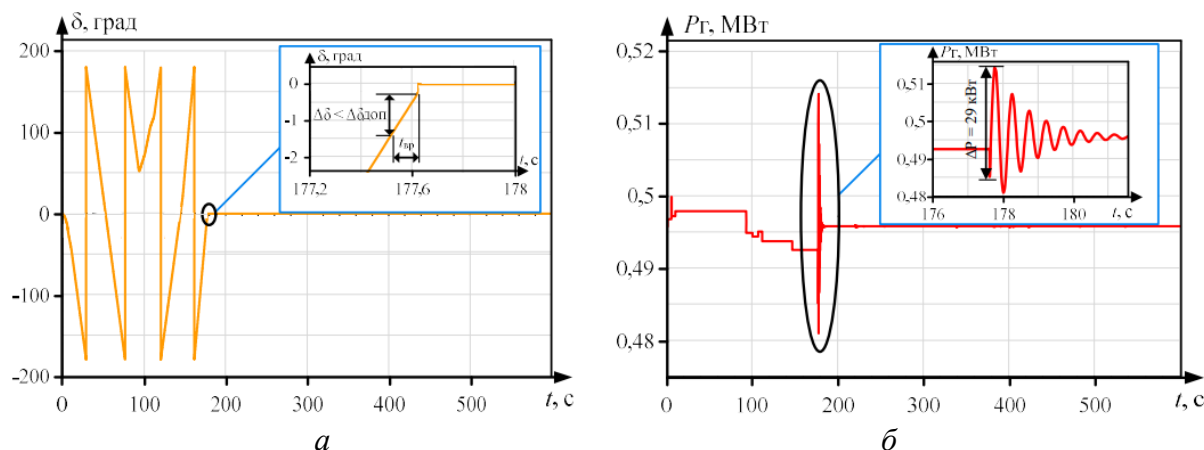 δ, град
200
100
0
-100
-200
0
100
200
300
400
500
t, с
δ, град
0
-1
-2
Δδ < Δδдоп
tвр
t, с
177,2
177,6
178
а
Pг, МВт
0,52
0,51
0,5
0,49
0,48
0
100
200
300
400
500
t, с
Pг, МВт
0,51
0,5
0,49
0,48
ΔP = 29 кВт
176
178
180
t, с
б